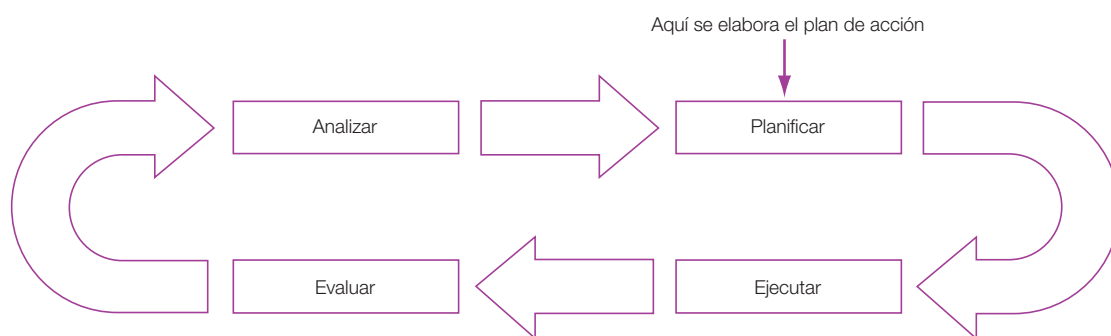 Aquí se elabora el plan de acción
Analizar
Planificar
Evaluar
Ejecutar